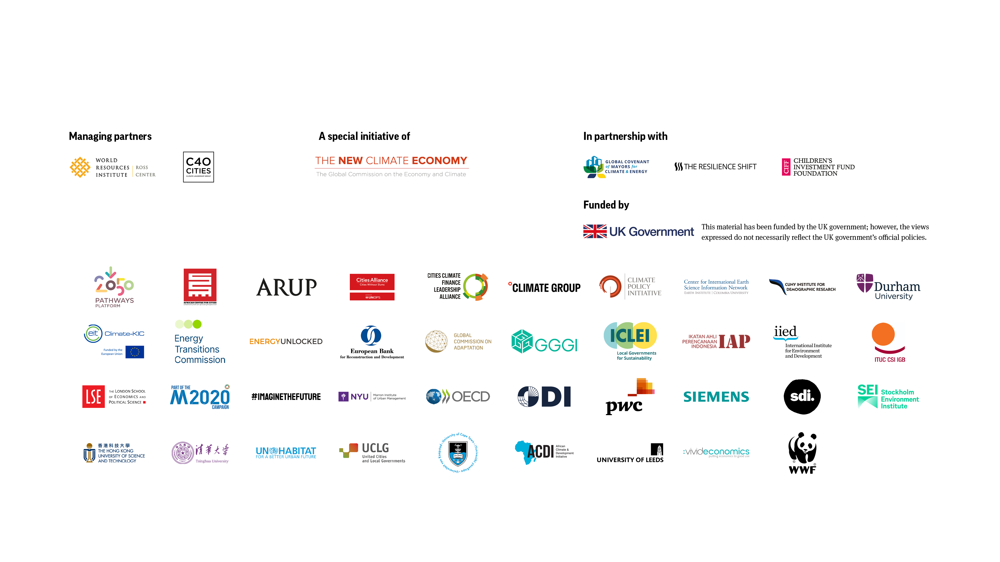 Managing partners
WORLD
RESOURCES
INSTITUTE
ROSS
CENTER
C40
CITIES
CLIMATE LEADERSHIP GROUP
A special initiative of
THE NEW CLIMATE ECONOMY
The Global Commission on the Economy and Climate
In partnership with
GLOBAL COVENANT
of MAYORS for
CLIMATE & ENERGY
THE RESILIENCE SHIFT
CIFF
CHILDREN'S
INVESTMENT FUND
FOUNDATION
Funded by
UK Government
This material has been funded by the UK government; however, the views
expressed do not necessarily reflect the UK government's official policies.
2050
PATHWAYS
PLATFORM
AFRICAN CENTRE FOR CITIES
urbanism from an african perspective
ARUP
Cities Alliance
Cities Without Slums
HOSTED BY
UNOPS
CITIES CLIMATE
FINANCE
LEADERSHIP
ALLIANCE
°CLIMATE GROUP
CLIMATE
POLICY
INITIATIVE
Center for International Earth
Science Information Network
EARTH INSTITUTE | COLUMBIA UNIVERSITY
CUNY INSTITUTE FOR
DEMOGRAPHIC RESEARCH
Durham
University
eit Climate-KIC
Funded by the
European Union
Energy
Transitions
Commission
ENERGYUNLOCKED
European Bank
for Reconstruction and Development
GLOBAL
COMMISSION ON
ADAPTATION
GGGI
ICLEI
Local Governments
for Sustainability
IKATAN AHLI
PERENCANAAN
INDONESIA
IAP
iied
International Institute
for Environment
and Development
ITUC CSI IGB
LSE
THE LONDON SCHOOL
OF ECONOMICS AND
POLITICAL SCIENCE
PART OF THE
M2020
CAMPAIGN
#IMAGINETHEFUTURE
NYU
Marron Institute
of Urban Management
OECD
ODI
pwc
SIEMENS
sdi.
SEI
Stockholm
Environment
Institute
香港科技大學
THE HONG KONG
UNIVERSITY OF SCIENCE
AND TECHNOLOGY
清華大学
Tsinghua University
UN HABITAT
FOR A BETTER URBAN FUTURE
UCLG
United Cities
and Local Governments
University of Cape Town · iYunivesithi yaseKapa · Universiteit van Kaapstad
ACDI
African
Climate &
Development
Initiative
UNIVERSITY OF LEEDS
:vivideconomics
putting economics to good use
© ®
WWF